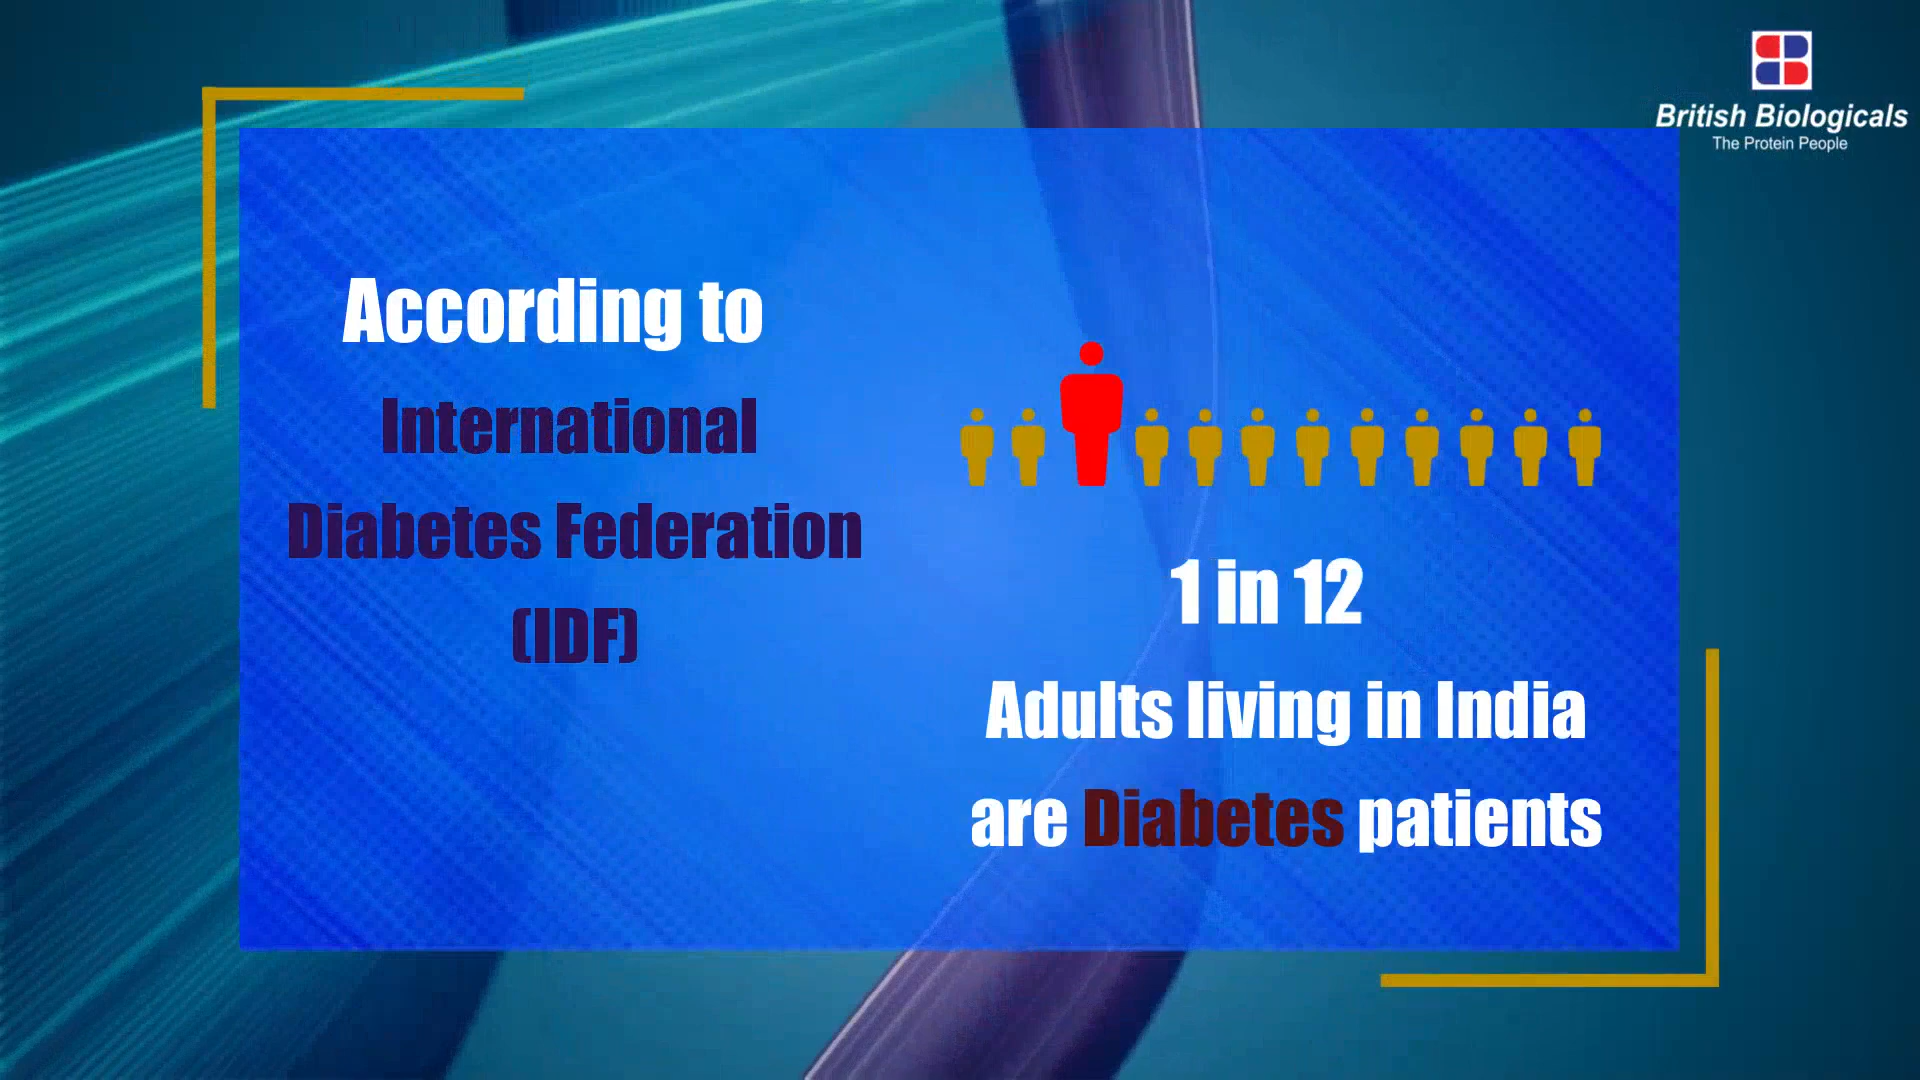 British Biologicals
The Protein People
According to
International
Diabetes Federation
(IDF)
1 in 12
Adults living in India
are Diabetes patients